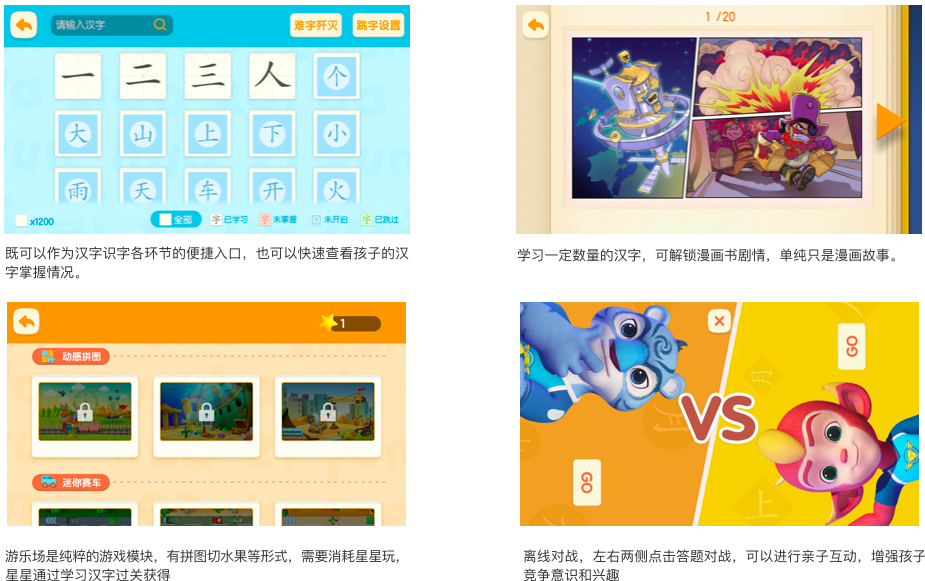 请输入汉字
难字歼灭
跳字设置
一 二 三 人 个
大 山 上 下 小
雨 天 车 开 火
x1200
全部
字 已学习
字 未掌握
字 未开启
字 已跳过
既可以作为汉字识字各环节的便捷入口，也可以快速查看孩子的汉
字掌握情况。
1 /20
学习一定数量的汉字，可解锁漫画书剧情，单纯只是漫画故事。
1
动感拼图
迷你赛车
游乐场是纯粹的游戏模块，有拼图切水果等形式，需要消耗星星玩，
星星通过学习汉字过关获得
GO
VS
GO
离线对战，左右两侧点击答题对战，可以进行亲子互动，增强孩子
竞争意识和兴趣